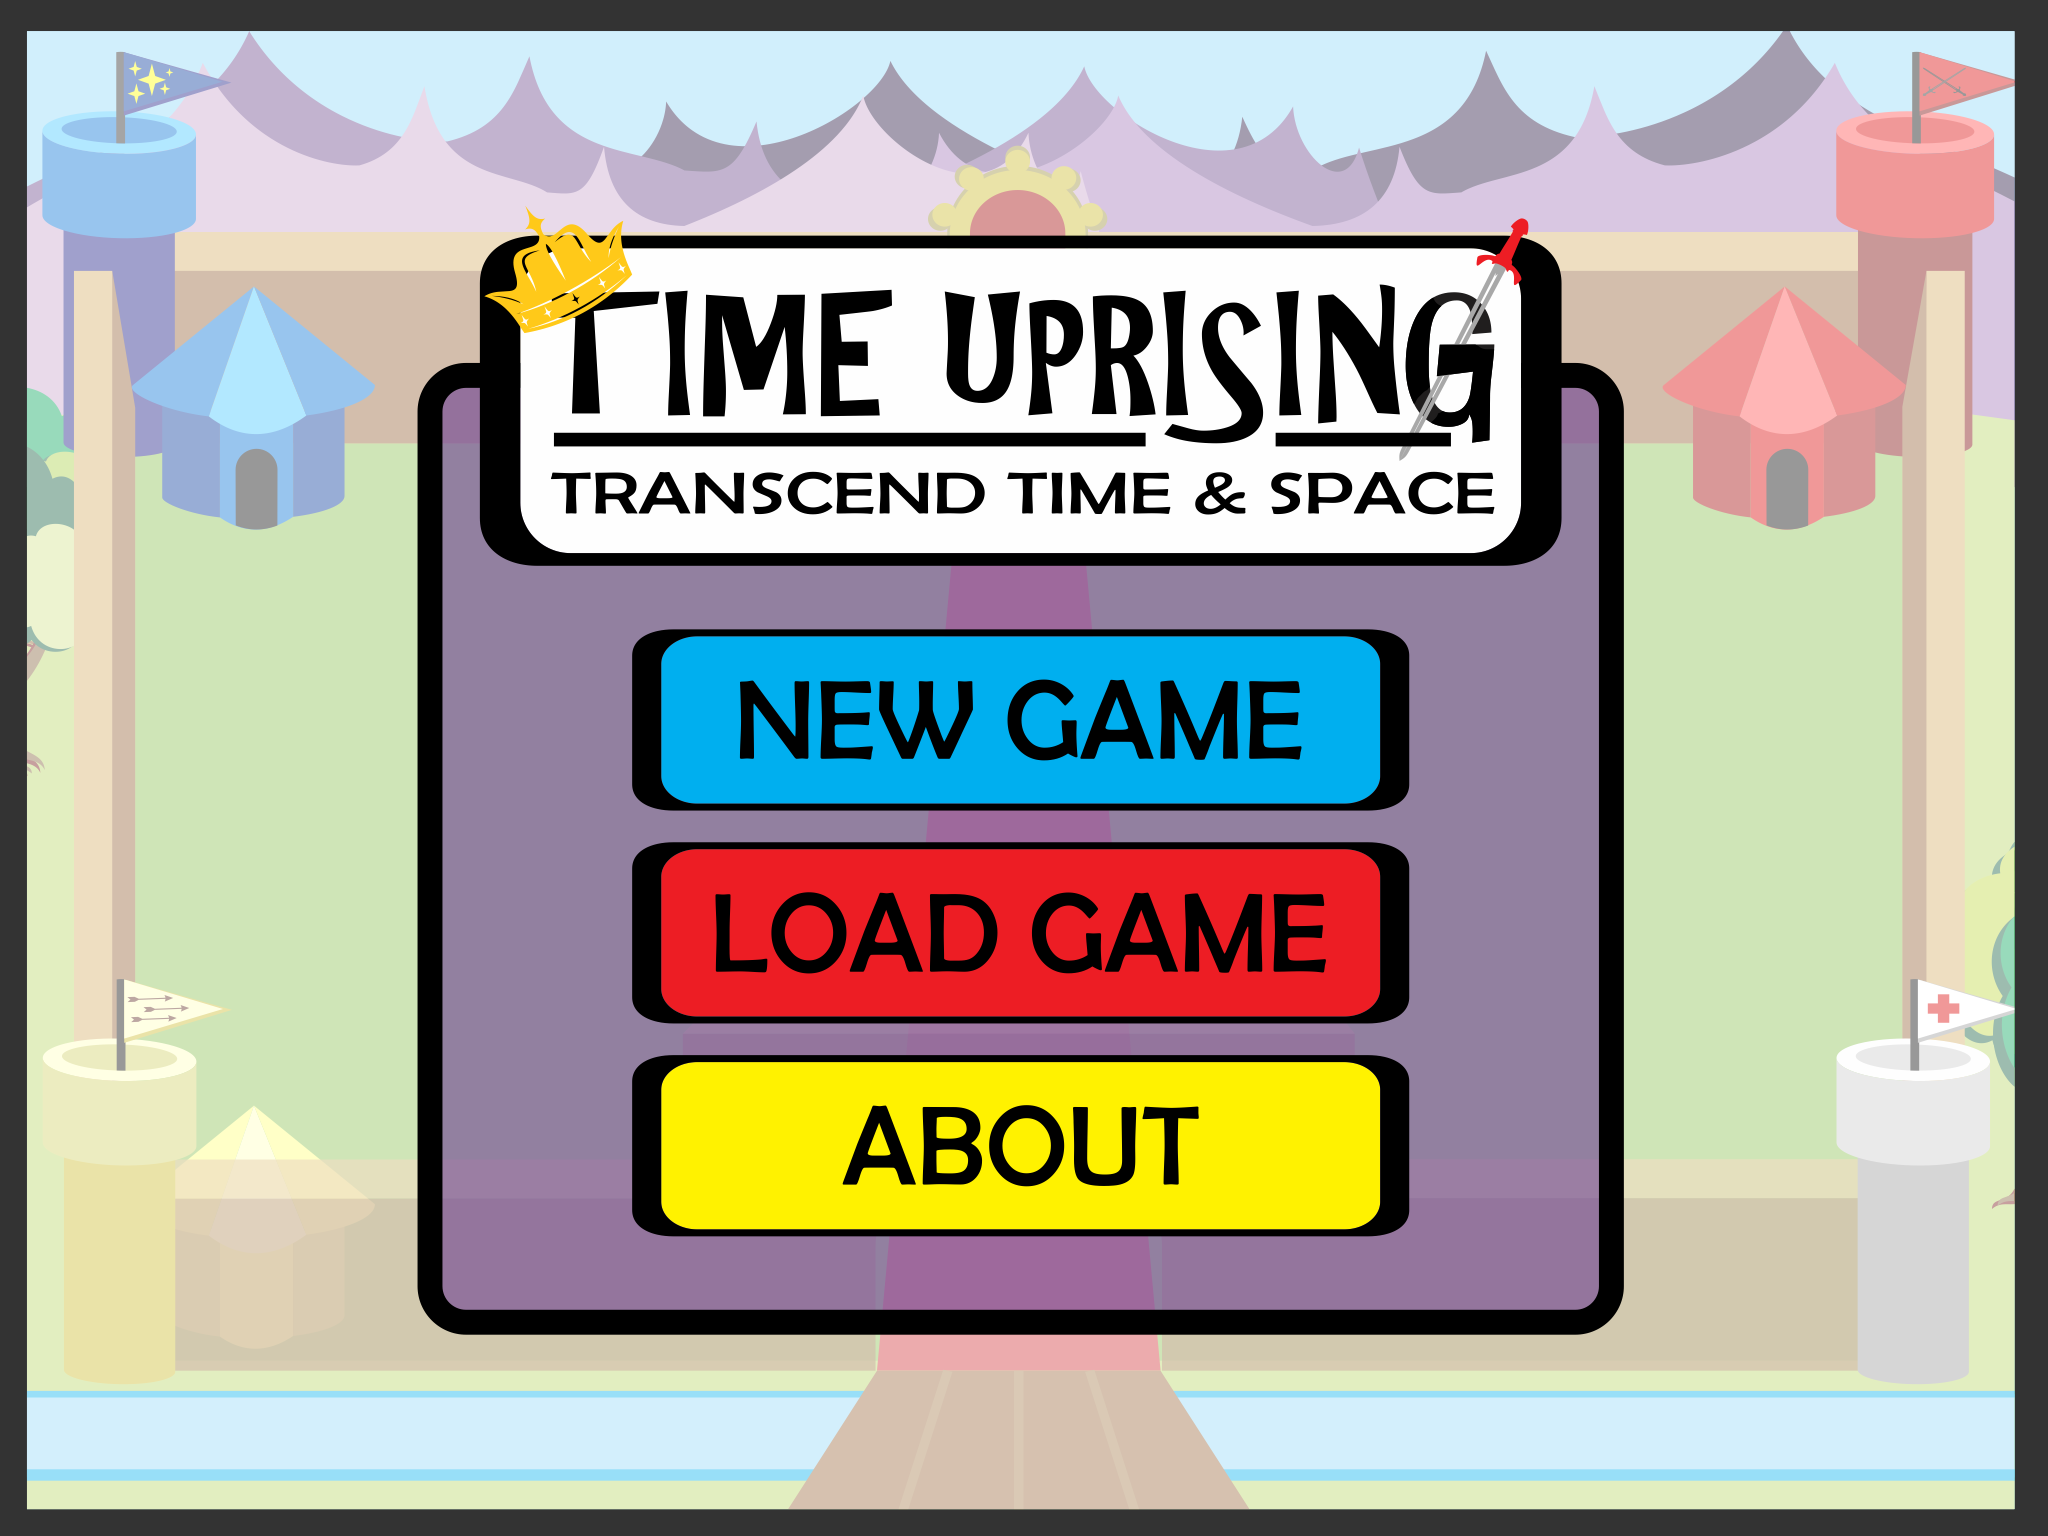 TIME UPRISING
TRANSCEND TIME & SPACE
NEW GAME
LOAD GAME
ABOUT